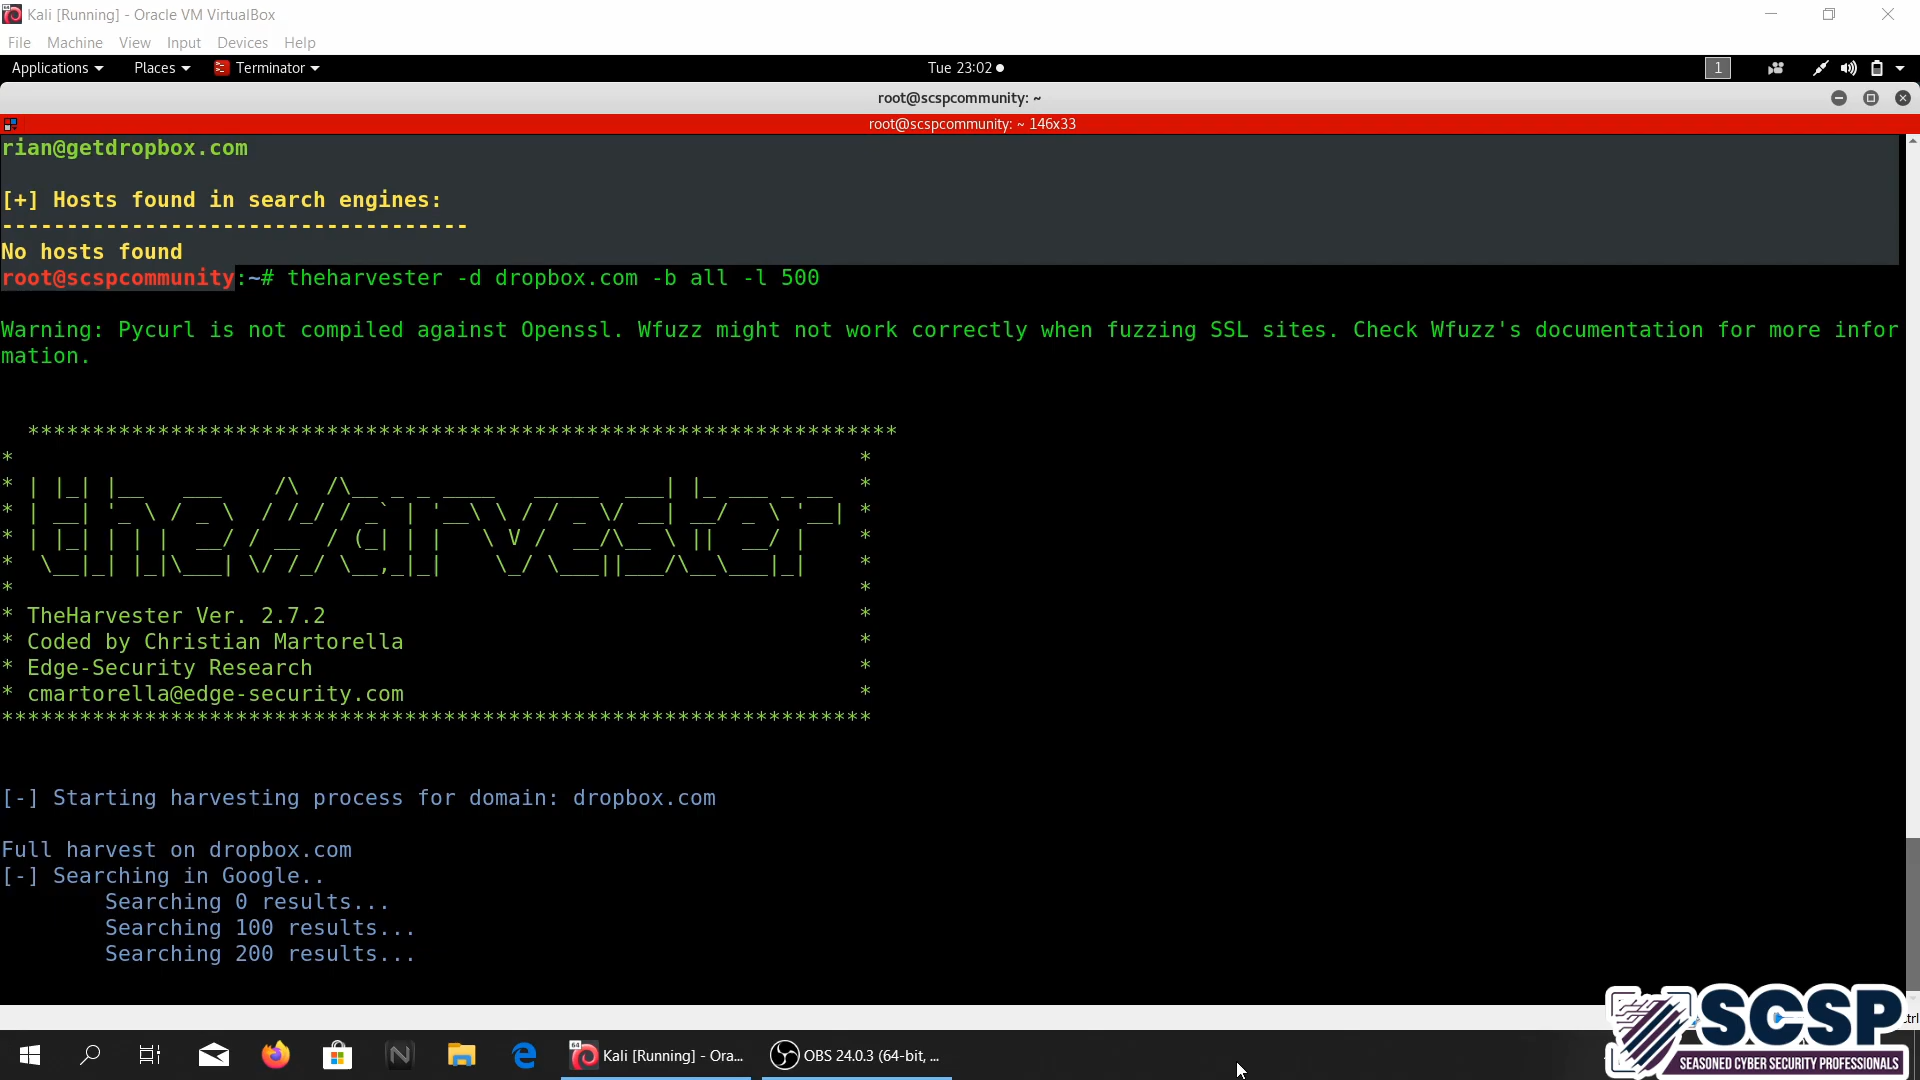 Kali [Running] - Oracle VM VirtualBox
File Machine View Input Devices Help
Applications Places Terminator Tue 23:02 1
root@scspcommunity: ~
root@scspcommunity: ~ 146x33
rian@getdropbox.com
[+] Hosts found in search engines:
------------------------------------
No hosts found
root@scspcommunity:~# theharvester -d dropbox.com -b all -l 500
Warning: Pycurl is not compiled against Openssl. Wfuzz might not work correctly when fuzzing SSL sites. Check Wfuzz's documentation for more infor
mation.
*******************************************************************
theHarvester
* TheHarvester Ver. 2.7.2 *
* Coded by Christian Martorella *
* Edge-Security Research *
* cmartorella@edge-security.com *
*******************************************************************
[-] Starting harvesting process for domain: dropbox.com
Full harvest on dropbox.com
[-] Searching in Google..
Searching 0 results...
Searching 100 results...
Searching 200 results...
SCSP
SEASONED CYBER SECURITY PROFESSIONALS
Kali [Running] - Ora...
OBS 24.0.3 (64-bit, ...